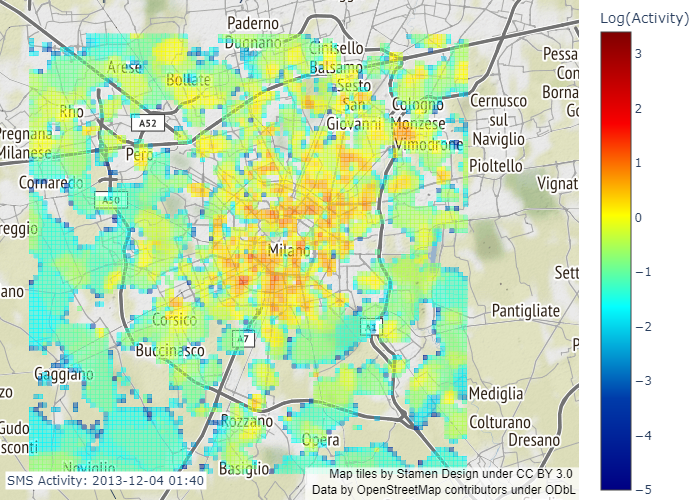 Log(Activity)
Paderno
Dugnano
Cinisello
Balsamo
Arese
Bollate
Sesto
San
Giovanni
Cologno
Monzese
Vimodrone
Cernusco
sul
Naviglio
Pioltello
Pessa
Con
Borna
Go
Rho
A52
Pregnana
Milanese
Pero
Cornaredo
A50
Vignat
reggio
Milano
Sett
ano
Pantigliate
Corsico
A7
A1
Buccinasco
P
Gaggiano
zo
Mediglia
Rozzano
Colturano
Dresano
Gudo
sconti
Opera
Noviglio
Basiglio
3
2
1
0
−1
−2
−3
−4
−5
SMS Activity: 2013-12-04 01:40
Map tiles by Stamen Design under CC BY 3.0
Data by OpenStreetMap contributors under ODbL